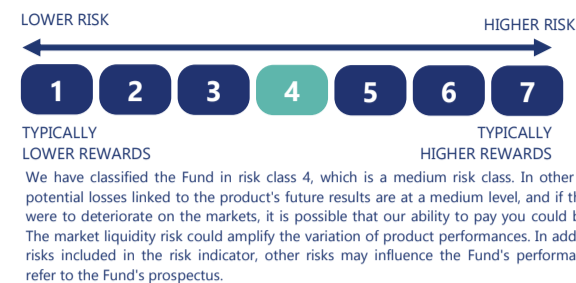 LOWER RISK
HIGHER RISK
1 2 3 4 5 6 7
TYPICALLY
LOWER REWARDS
TYPICALLY
HIGHER REWARDS
We have classified the Fund in risk class 4, which is a medium risk class. In other
potential losses linked to the product's future results are at a medium level, and if
were to deteriorate on the markets, it is possible that our ability to pay you could
The market liquidity risk could amplify the variation of product performances. In
risks included in the risk indicator, other risks may influence the Fund's
refer to the Fund's prospectus.